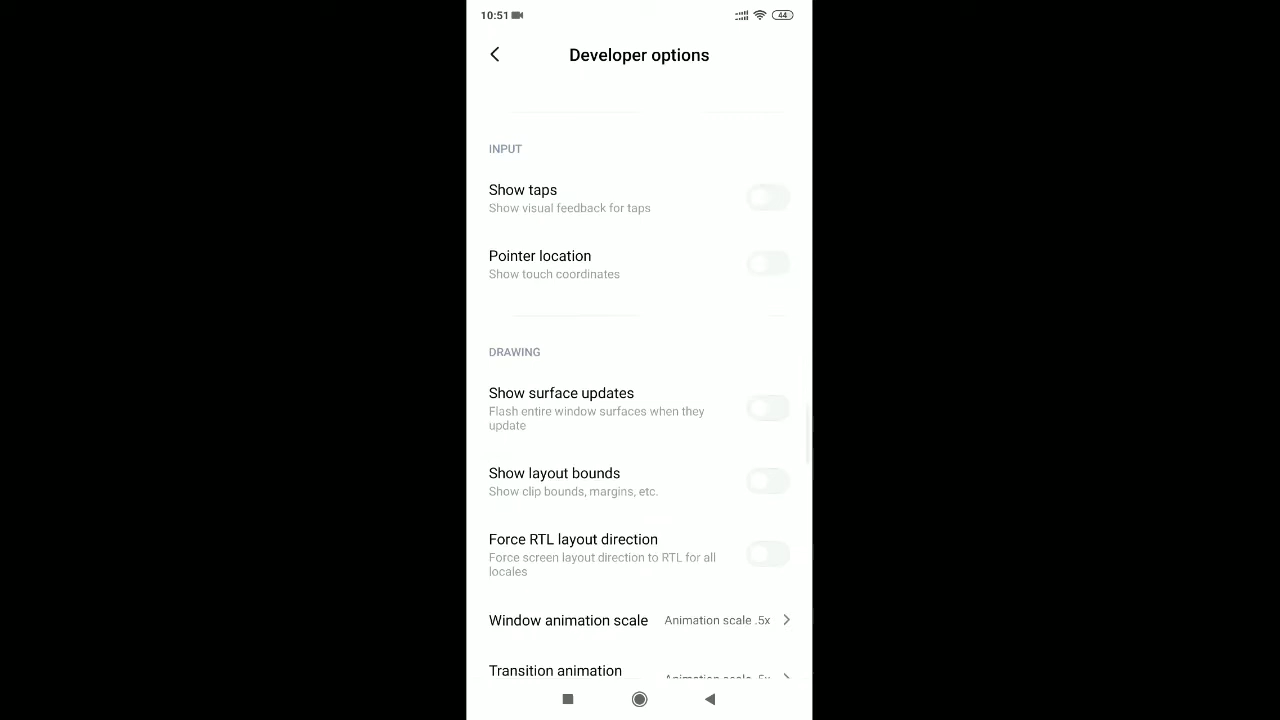 10:51
44
Developer options
INPUT
Show taps
Show visual feedback for taps
Pointer location
Show touch coordinates
DRAWING
Show surface updates
Flash entire window surfaces when they
update
Show layout bounds
Show clip bounds, margins, etc.
Force RTL layout direction
Force screen layout direction to RTL for all
locales
Window animation scale Animation scale .5x
Transition animation
Animation scale .5x